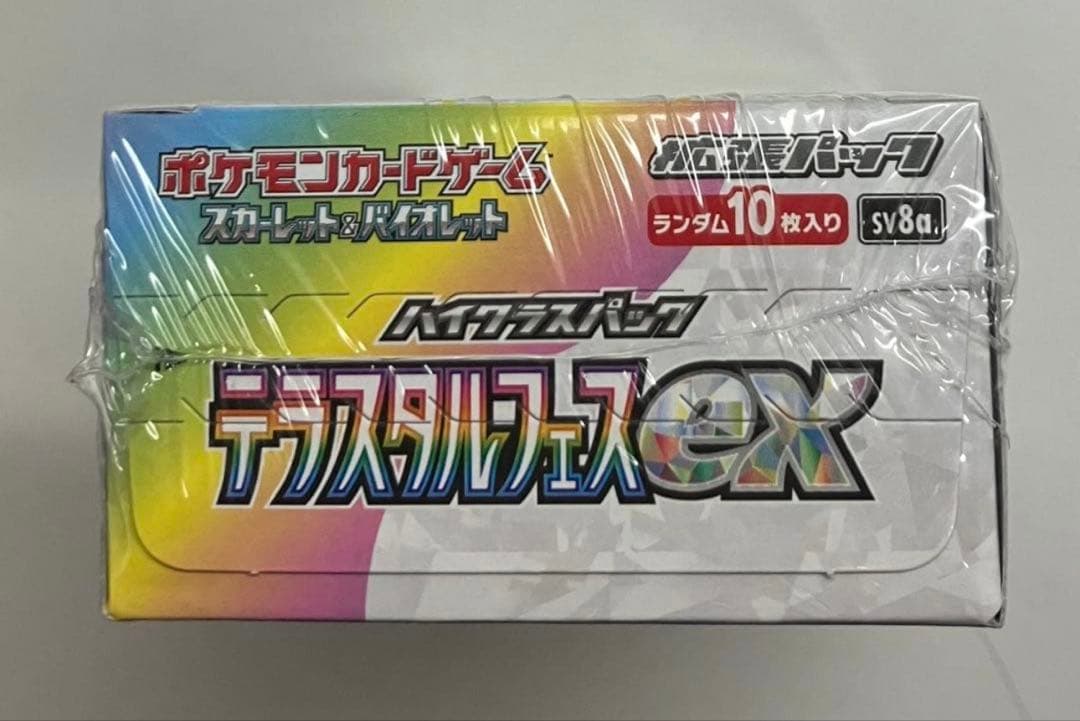 ポケモンカードゲーム
スカーレット&バイオレット
拡張パック
ランダム10枚入り
SV8a
ハイクラスパック
テラスタルフェスex